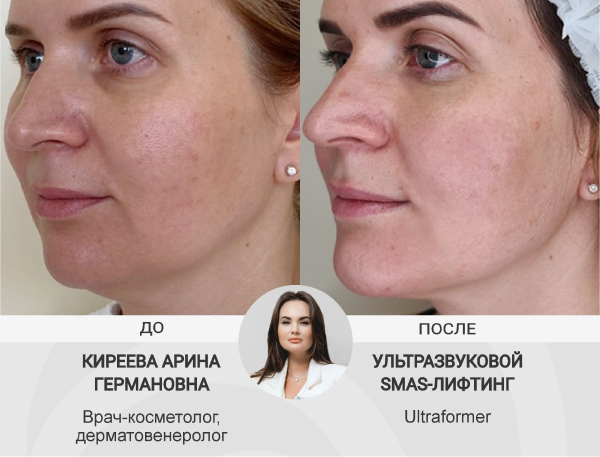 ДО
ПОСЛЕ
КИРЕЕВА АРИНА
ГЕРМАНОВНА
Врач-косметолог,
дерматовенеролог
УЛЬТРАЗВУКОВОЙ
SMAS-ЛИФТИНГ
Ultraformer